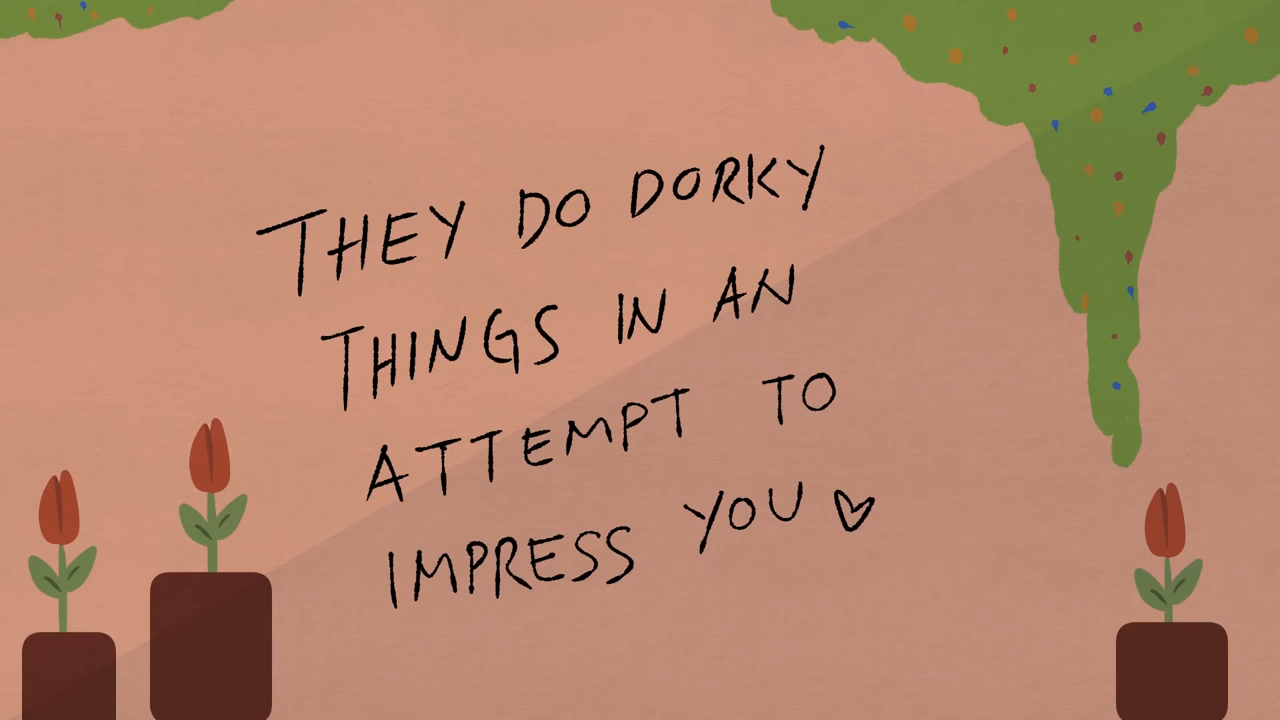 THEY DO DORKY
THINGS IN AN
ATTEMPT TO
IMPRESS YOU ♡